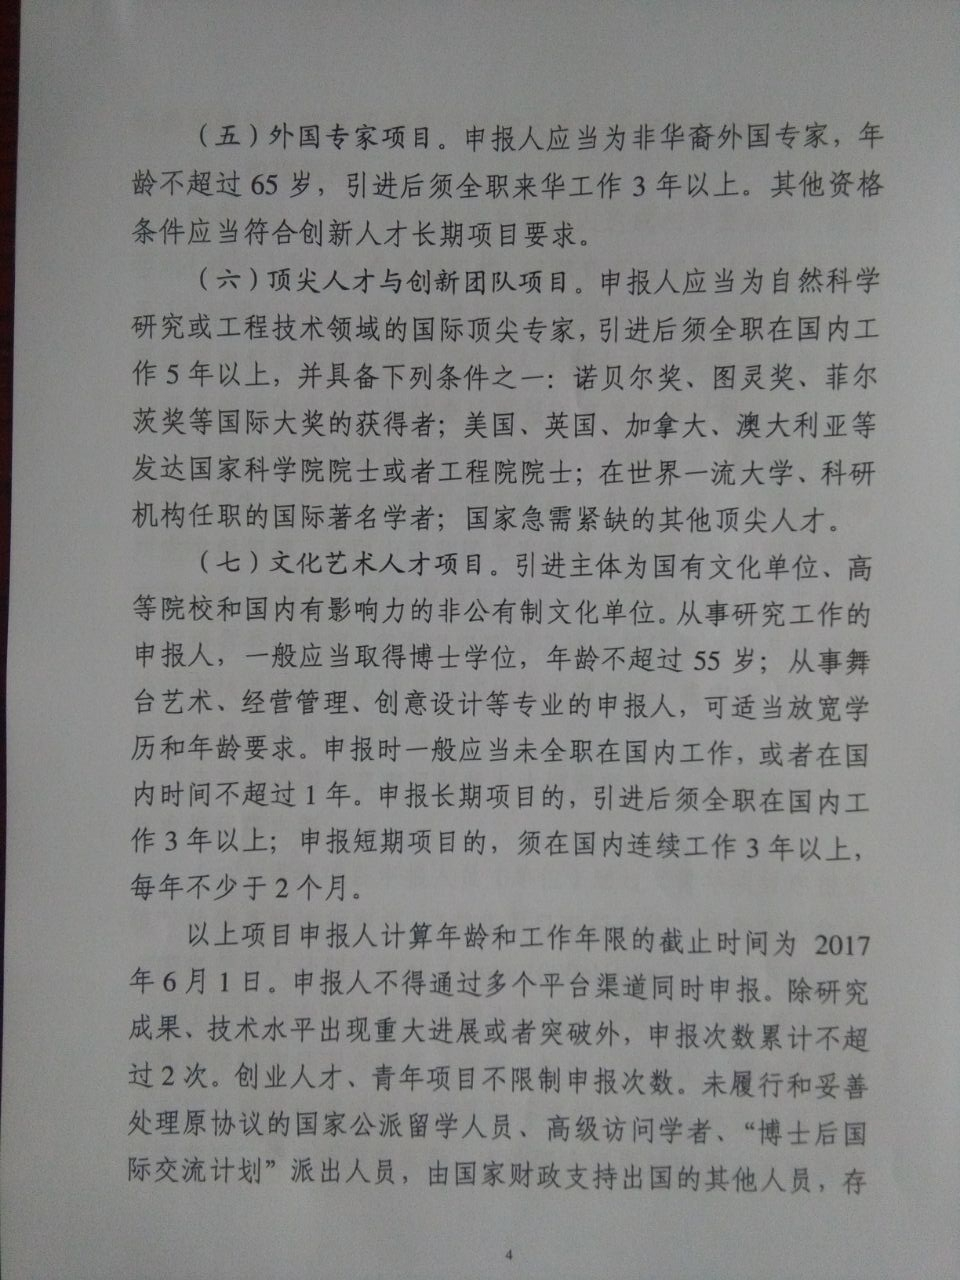 （五）外国专家项目。申报人应当为非华裔外国专家，年
龄不超过 65 岁，引进后须全职来华工作 3 年以上。其他资格
条件应当符合创新人才长期项目要求。
（六）顶尖人才与创新团队项目。申报人应当为自然科学
研究或工程技术领域的国际顶尖专家，引进后须全职在国内工
作 5 年以上，并具备下列条件之一：诺贝尔奖、图灵奖、菲尔
茨奖等国际大奖的获得者；美国、英国、加拿大、澳大利亚等
发达国家科学院院士或者工程院院士；在世界一流大学、科研
机构任职的国际著名学者；国家急需紧缺的其他顶尖人才。
（七）文化艺术人才项目。引进主体为国有文化单位、高
等院校和国内有影响力的非公有制文化单位。从事研究工作的
申报人，一般应当取得博士学位，年龄不超过 55 岁；从事舞
台艺术、经营管理、创意设计等专业的申报人，可适当放宽学
历和年龄要求。申报时一般应当未全职在国内工作，或者在国
内时间不超过 1 年。申报长期项目的，引进后须全职在国内工
作 3 年以上；申报短期项目的，须在国内连续工作 3 年以上，
每年不少于 2 个月。
以上项目申报人计算年龄和工作年限的截止时间为 2017
年 6 月 1 日。申报人不得通过多个平台渠道同时申报。除研究
成果、技术水平出现重大进展或者突破外，申报次数累计不超
过 2 次。创业人才、青年项目不限制申报次数。未履行和妥善
处理原协议的国家公派留学人员、高级访问学者、“博士后国
际交流计划”派出人员，由国家财政支持出国的其他人员，存
4